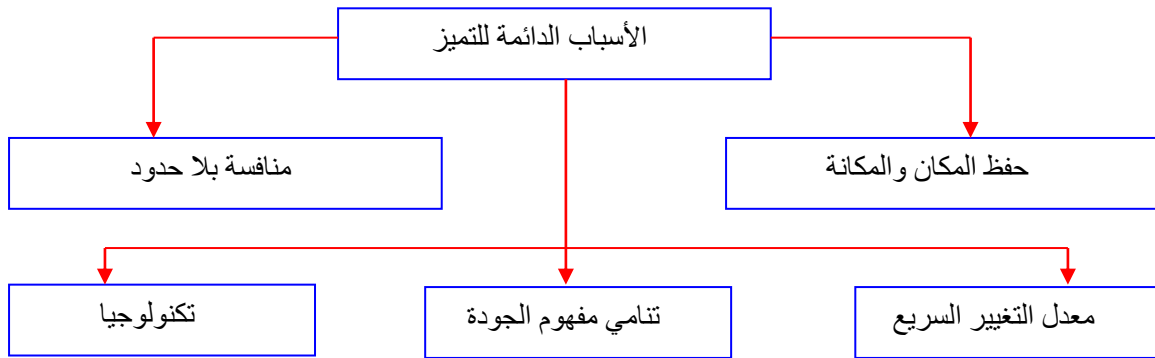 الأسباب الدائمة للتميز
حفظ المكان والمكانة
منافسة بلا حدود
معدل التغيير السريع
تنامي مفهوم الجودة
تكنولوجيا